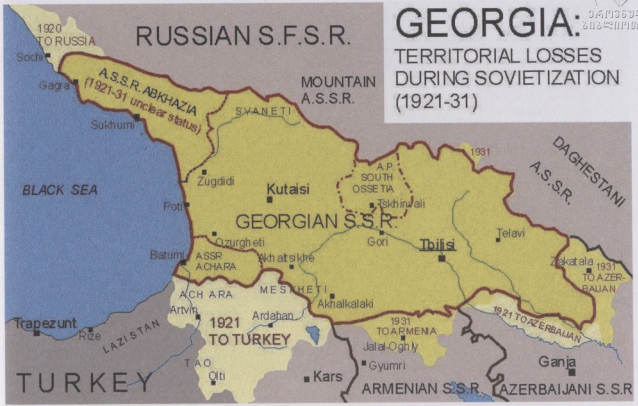 GEORGIA:
TERRITORIAL LOSSES
DURING SOVIETIZATION
(1921-31)
1920
TO RUSSIA
RUSSIAN S.F.S.R.
Sochi
Gagra
A.S.S.R. ABKHAZIA
(1921-31 unclear status)
MOUNTAIN
A.S.S.R.
Sukhumi
SVANETI
1931
DAGHESTANI
A.S.S.R.
A.P.
SOUTH
OSSETIA
BLACK SEA
Zugdidi
Kutaisi
Tskhinvali
Poti
GEORGIAN S.S.R.
Ozurgheti
Gori
Tbilisi
Telavi
Batumi
ASSR
ACHARA
Akhaltsikhe
Zakatala
1931
TO AZER-
BAIJAN
ACHARA
MESKHETI
Akhalkalaki
Artvin
Ardahan
1921
TO TURKEY
1931
TO ARMENIA
1921 TO AZERBAIJAN
Trapezunt
Rize
LAZISTAN
Jalal-Oghly
TAO
Gyumri
Ganja
TURKEY
Olti
Kars
ARMENIAN S.S.R.
AZERBAIJANI S.S.R